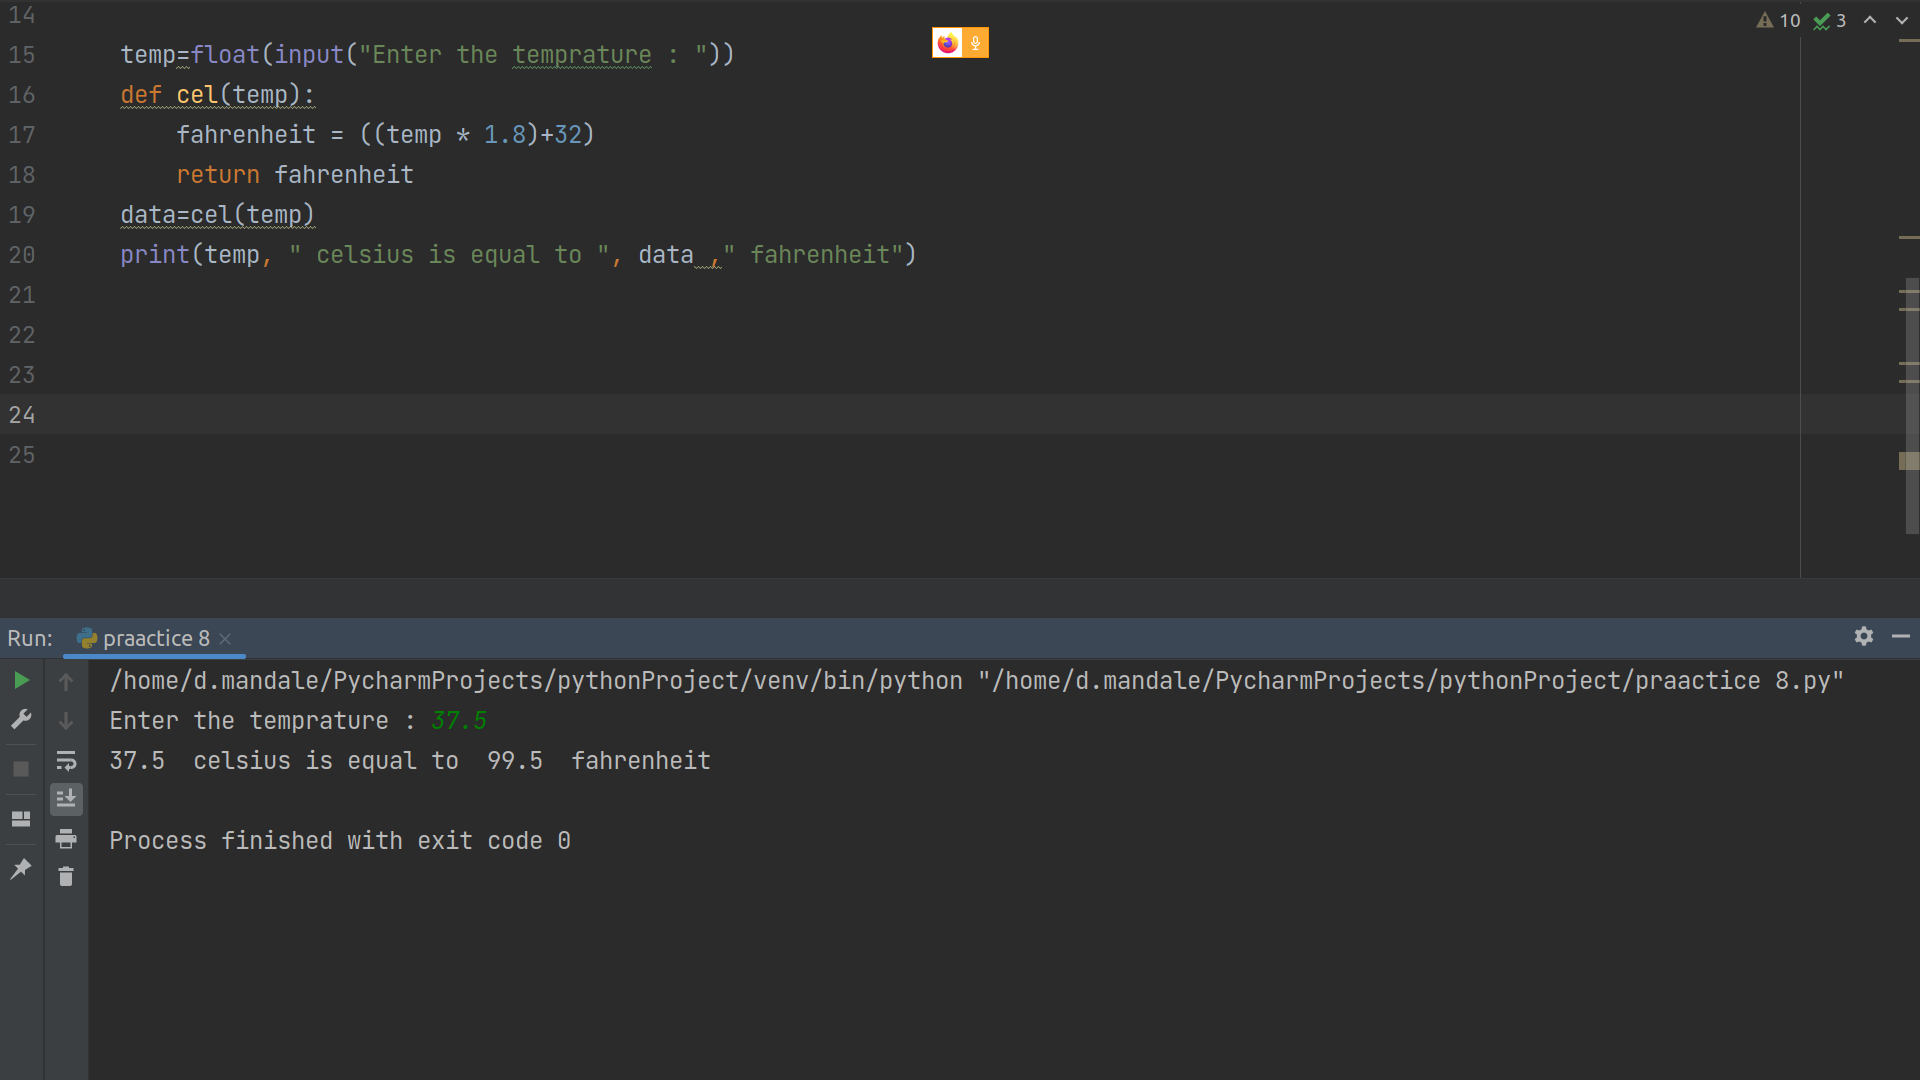 14
10 3
15 temp=float(input("Enter the temprature : "))
16 def cel(temp):
17 fahrenheit = ((temp * 1.8)+32)
18 return fahrenheit
19 data=cel(temp)
20 print(temp, " celsius is equal to ", data ," fahrenheit")
21
22
23
24
25
Run: praactice 8
/home/d.mandale/PycharmProjects/pythonProject/venv/bin/python "/home/d.mandale/PycharmProjects/pythonProject/praactice 8.py"
Enter the temprature : 37.5
37.5  celsius is equal to  99.5  fahrenheit
Process finished with exit code 0